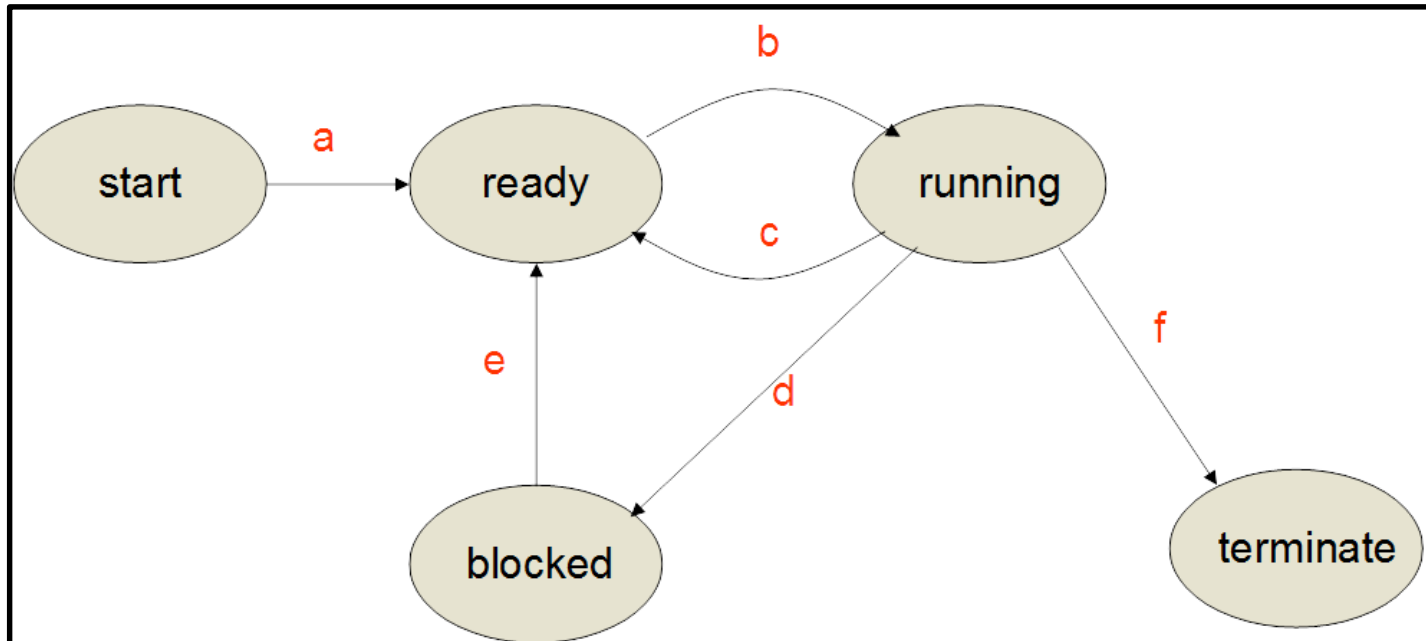 b
a
start
ready
running
c
e
f
d
blocked
terminate